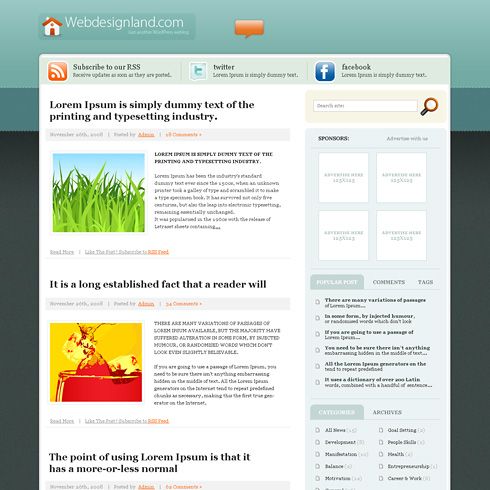 Webdesignland.com
Just another WordPress weblog
Subscribe to our RSS
Receive updates as soon as they are posted.
twitter
Lorem Ipsum is simply dummy text.
facebook
Lorem Ipsum is simply dummy text.
Lorem Ipsum is simply dummy text of the
printing and typesetting industry.
November 26th, 2008 | Posted by Admin | 18 Comments »
LOREM IPSUM IS SIMPLY DUMMY TEXT OF THE
PRINTING AND TYPESETTING INDUSTRY.
Lorem Ipsum has been the industry's standard
dummy text ever since the 1500s, when an unknown
printer took a galley of type and scrambled it to make
a type specimen book. It has survived not only five
centuries, but also the leap into electronic typesetting,
remaining essentially unchanged.
It was popularised in the 1960s with the release of
Letraset sheets containing...
Read More | Like The Post? Subscribe to RSS Feed
It is a long established fact that a reader will
November 26th, 2008 | Posted by Admin | 34 Comments »
THERE ARE MANY VARIATIONS OF PASSAGES OF
LOREM IPSUM AVAILABLE, BUT THE MAJORITY HAVE
SUFFERED ALTERATION IN SOME FORM, BY INJECTED
HUMOUR, OR RANDOMISED WORDS WHICH DON'T
LOOK EVEN SLIGHTLY BELIEVABLE.
If you are going to use a passage of Lorem Ipsum, you
need to be sure there isn't anything embarrassing
hidden in the middle of text. All the Lorem Ipsum
generators on the Internet tend to repeat predefined
chunks as necessary, making this the first true gen-
erator on the Internet.
Read More | Like The Post? Subscribe to RSS Feed
The point of using Lorem Ipsum is that it
has a more-or-less normal
November 26th, 2008 | Posted by Admin | 62 Comments »
Search site:
SPONSORS:
Advertise with us
ADVERTISE HERE
125X125
ADVERTISE HERE
125X125
ADVERTISE HERE
125X125
ADVERTISE HERE
125X125
POPULAR POST
COMMENTS
TAGS
There are many variations of passages
of Lorem Ipsum...
In some form, by injected humour,
or randomised words which don't look
If you are going to use a passage of
Lorem Ipsum...
You need to be sure there isn't anything
embarrassing hidden in the middle of text...
All the Lorem Ipsum generators on the
tend to repeat predefined
It uses a dictionary of over 200 Latin
words, combined with a handful of sentence...
CATEGORIES
ARCHIVES
All News (15)
Goal Setting (2)
Development (8)
People Skills (2)
Manifestation (10)
Health (2)
Balance (2)
Entrepreneurship (2)
Motivation (22)
Career & Work (2)